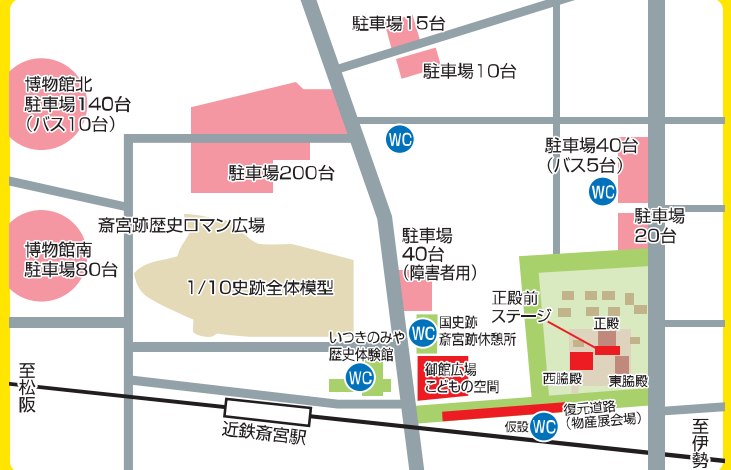 駐車場15台
駐車場10台
博物館北
駐車場140台
(バス10台)
WC
駐車場40台
(バス5台)
WC
駐車場200台
駐車場
20台
斎宮跡歴史ロマン広場
駐車場
40台
(障害者用)
博物館南
駐車場80台
1/10史跡全体模型
正殿前
ステージ
正殿
国史跡
斎宮跡休憩所
WC
いつきのみや
歴史体験館
WC
御館広場
こどもの空間
西脇殿
東脇殿
至松阪
近鉄斎宮駅
仮設
WC
復元道路
(物産展会場)
至伊勢